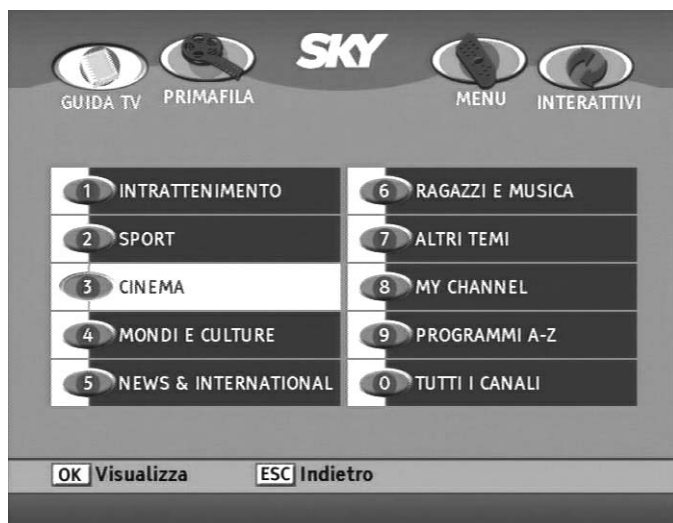 SKY
GUIDA TV
PRIMAFILA
MENU
INTERATTIVI
1 INTRATTENIMENTO
2 SPORT
3 CINEMA
4 MONDI E CULTURE
5 NEWS & INTERNATIONAL
6 RAGAZZI E MUSICA
7 ALTRI TEMI
8 MY CHANNEL
9 PROGRAMMI A-Z
0 TUTTI I CANALI
OK Visualizza
ESC Indietro